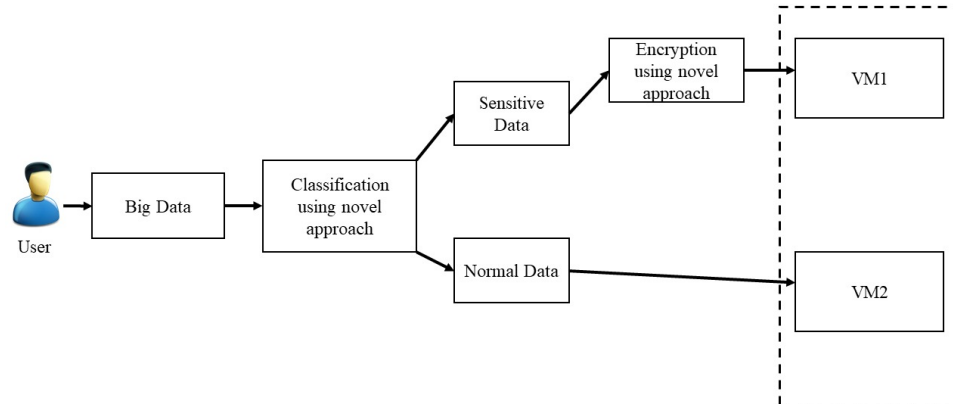 User
Big Data
Classification
using novel
approach
Sensitive
Data
Normal Data
Encryption
using novel
approach
VM1
VM2